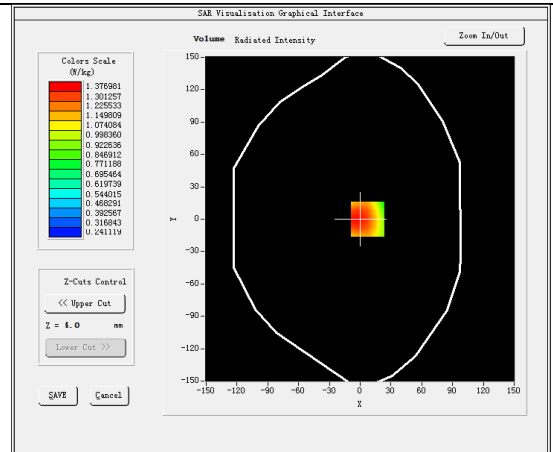 SAR Visualisation Graphical Interface
Volume Radiated Intensity
Zoom In/Out
Colors Scale
(W/kg)
1.376981
1.301257
1.225533
1.149809
1.074084
0.998360
0.922636
0.846912
0.771188
0.695464
0.619739
0.544015
0.468291
0.392567
0.316843
0.241119
Z-Cuts Control
<< Upper Cut
Z = 4.0 mm
Lower Cut >>
SAVE Cancel
150
120
90
60
30
0
-30
-60
-90
-120
-150
Y
-150 -120 -90 -60 -30 0 30 60 90 120 150
X